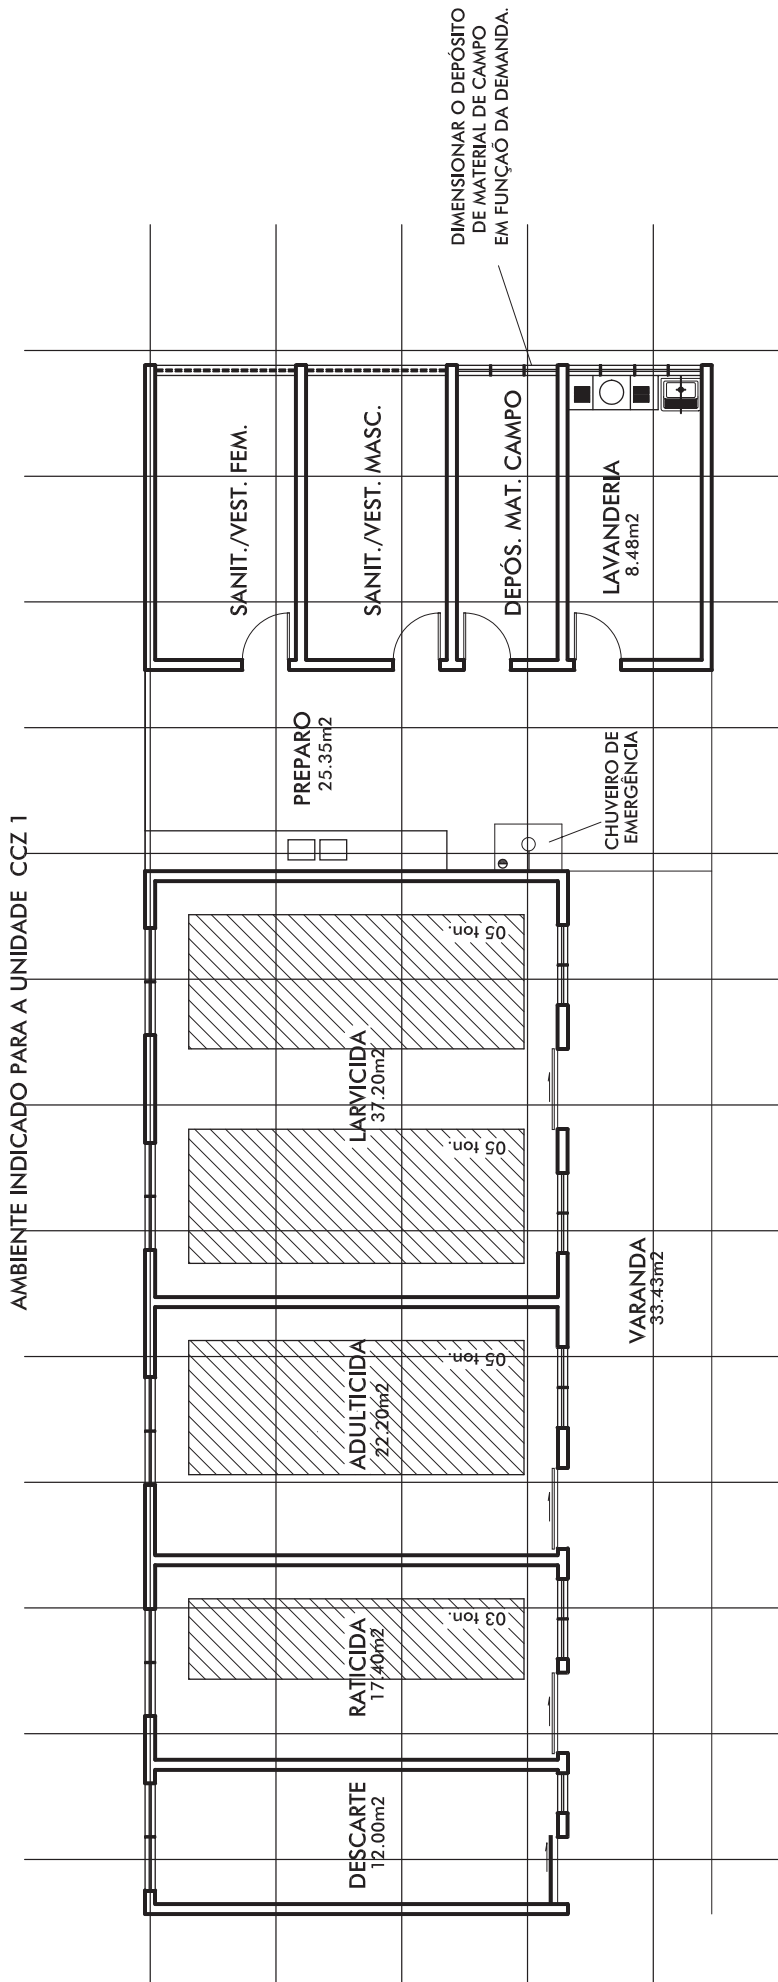 AMBIENTE INDICADO PARA A UNIDADE CCZ 1
DESCARTE
12.00m2
RATICIDA
17.40m2
03 ton.
ADULTICIDA
22.20m2
05 ton.
LARVICIDA
37.20m2
05 ton.
05 ton.
VARANDA
33.43m2
PREPARO
25.35m2
CHUVEIRO DE
EMERGÊNCIA
SANIT./VEST. FEM.
SANIT./VEST. MASC.
DEPÓS. MAT. CAMPO
LAVANDERIA
8.48m2
DIMENSIONAR O DEPÓSITO
DE MATERIAL DE CAMPO
EM FUNÇAÕ DA DEMANDA.